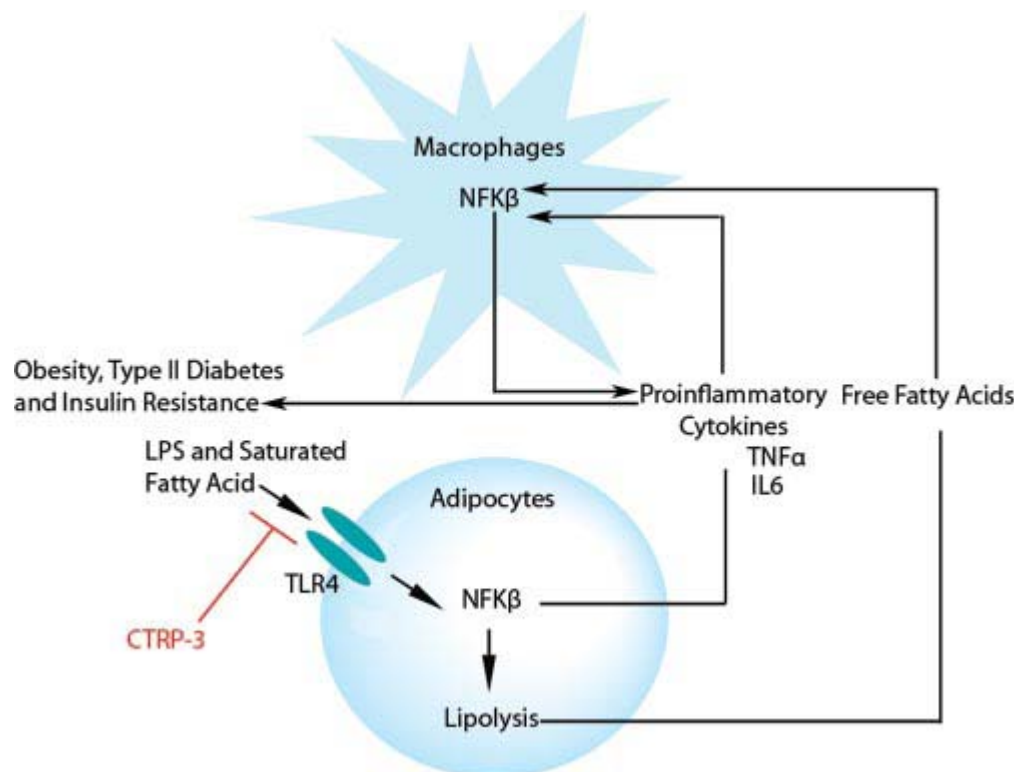 Macrophages
NFKβ
Obesity, Type II Diabetes
and Insulin Resistance
Proinflammatory
Cytokines
TNFα
IL6
Free Fatty Acids
LPS and Saturated
Fatty Acid
Adipocytes
TLR4
NFKβ
CTRP-3
Lipolysis